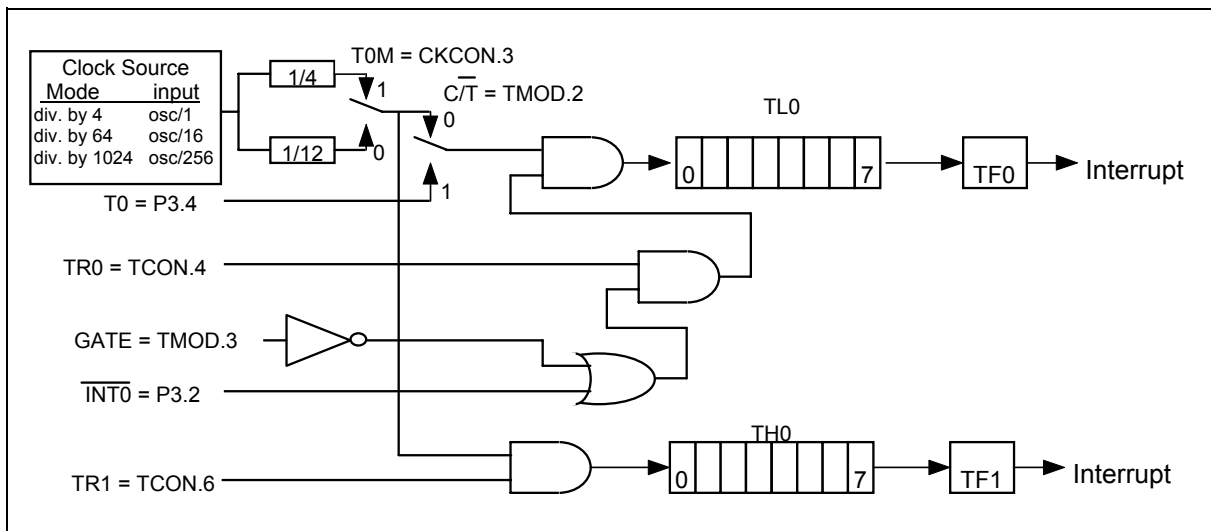 Clock Source
Mode input
div. by 4 osc/1
div. by 64 osc/16
div. by 1024 osc/256
1/4
1/12
T0M = CKCON.3
1
0
C/T = TMOD.2
0
1
T0 = P3.4
TL0
0 7
TF0
Interrupt
TR0 = TCON.4
GATE = TMOD.3
INT0 = P3.2
TR1 = TCON.6
TH0
0 7
TF1
Interrupt